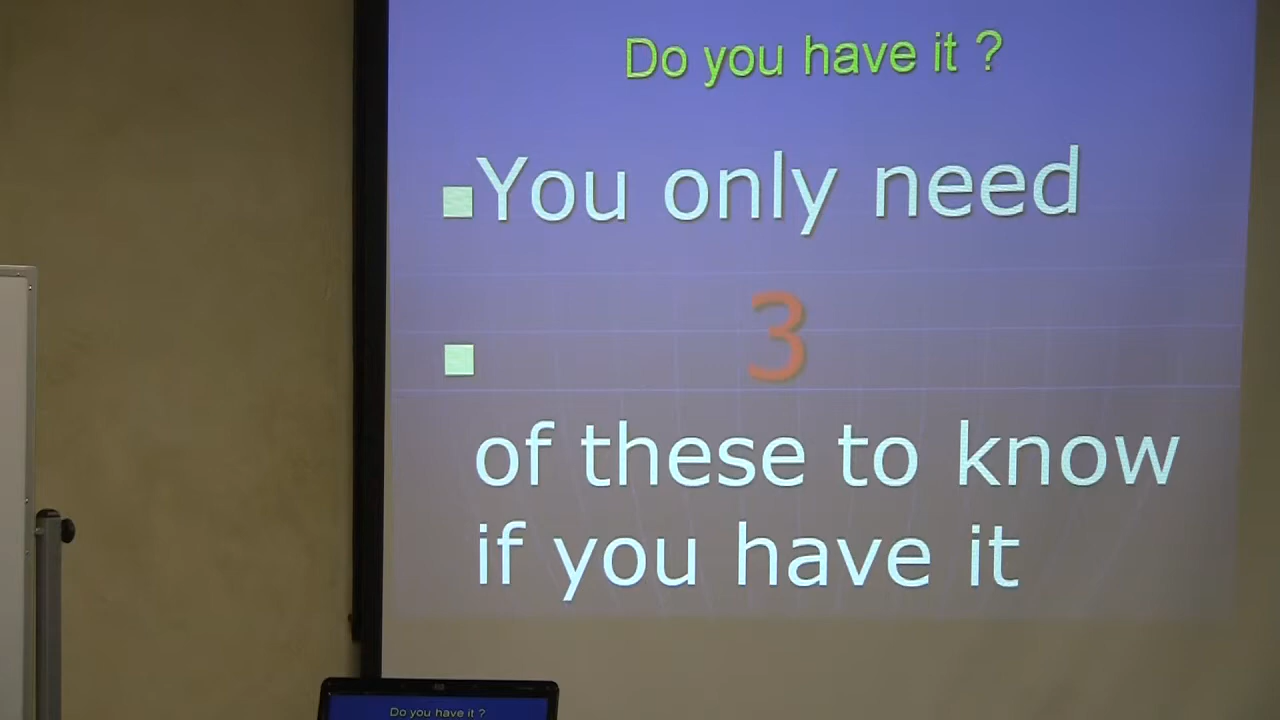 Do you have it ?
You only need
3
of these to know
if you have it
Do you have it ?